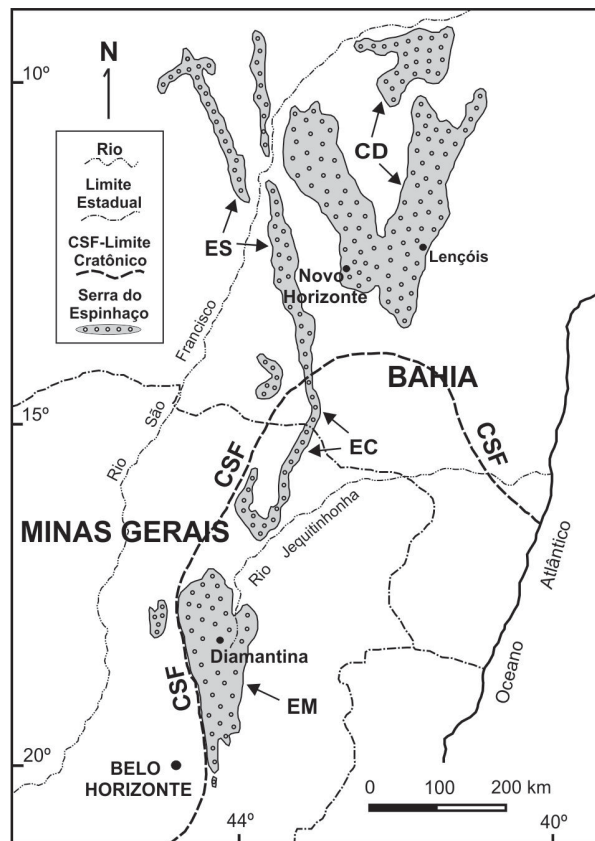 N
10º
15º
20º
Rio
Limite
Estadual
CSF-Limite
Cratônico
Serra do
Espinhaço
CD
ES
Lençóis
Novo
Horizonte
Rio São Francisco
BAHIA
CSF
CSF
EC
MINAS GERAIS
Rio Jequitinhonha
Oceano Atlântico
Diamantina
CSF
EM
BELO
HORIZONTE
0 100 200 km
44
40